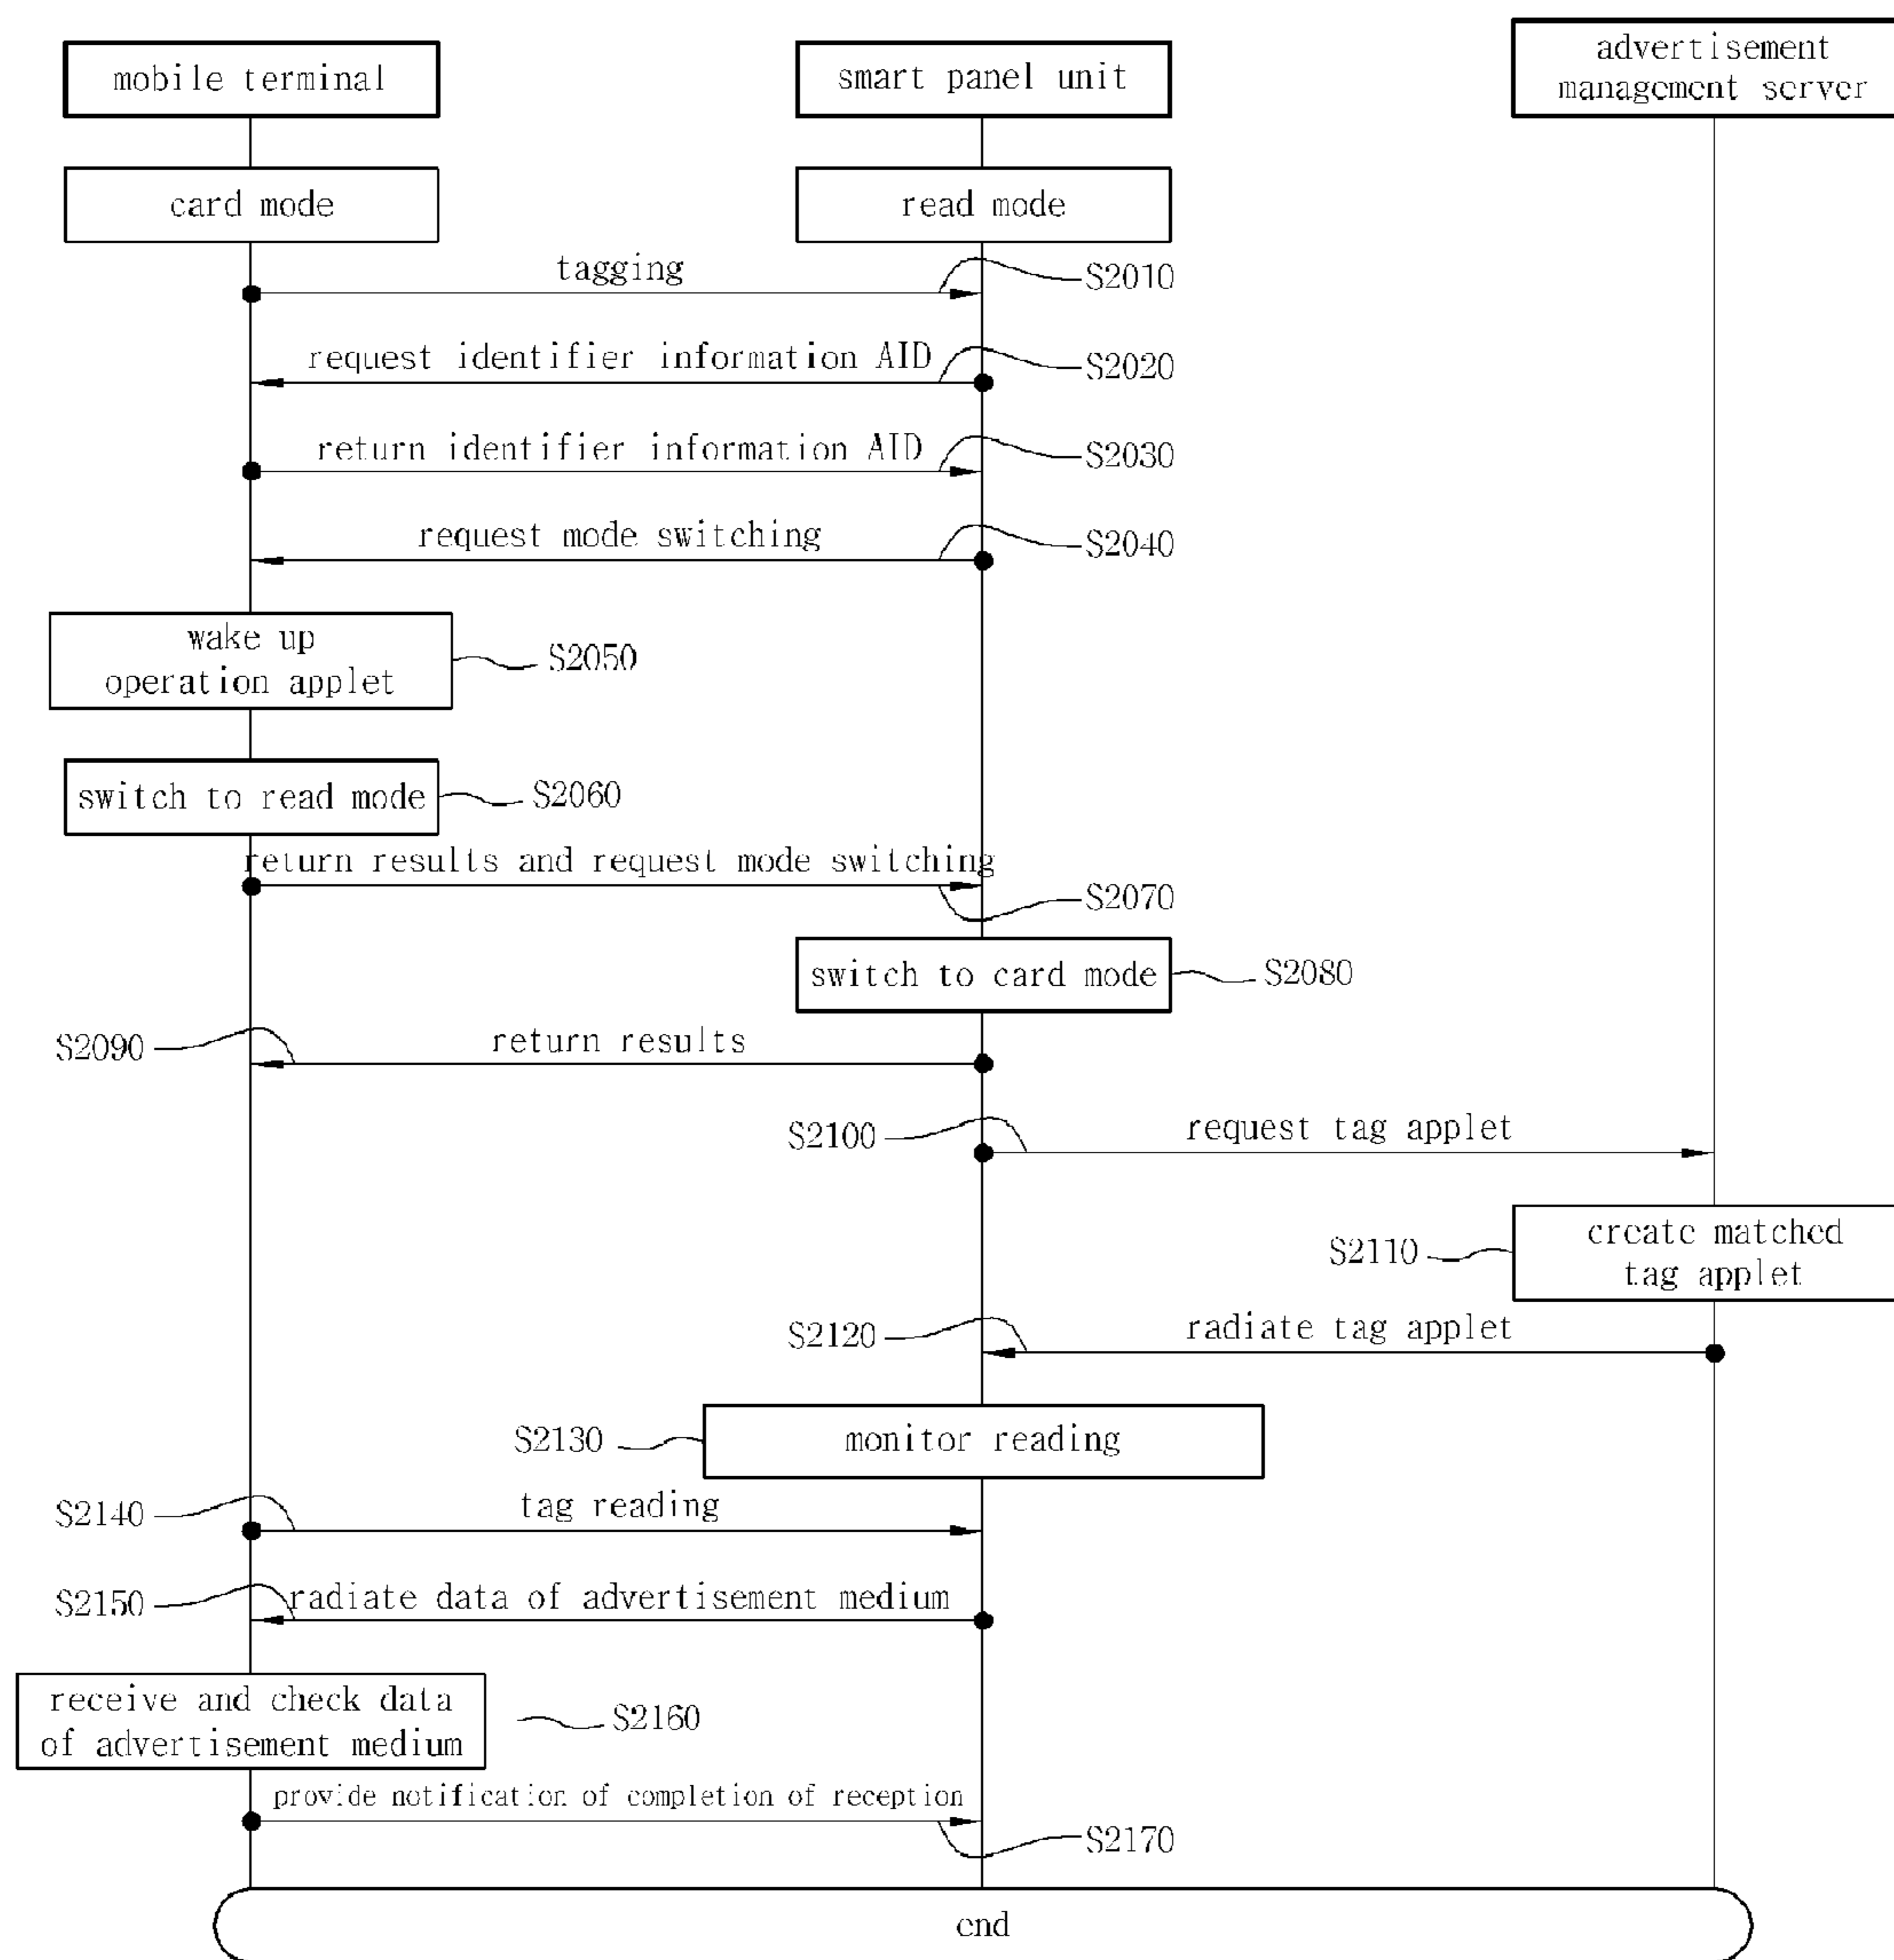 mobile terminal
smart panel unit
advertisement
management server
card mode
read mode
tagging
S2010
request identifier information AID
S2020
return identifier information AID
S2030
request mode switching
S2040
wake up
operation applet
S2050
switch to read mode
S2060
return results and request mode switching
S2070
switch to card mode
S2080
S2090
return results
S2100
request tag applet
S2110
create matched
tag applet
S2120
radiate tag applet
S2130
monitor reading
S2140
tag reading
S2150
radiate data of advertisement medium
receive and check data
of advertisement medium
S2160
provide notification of completion of reception
S2170
end